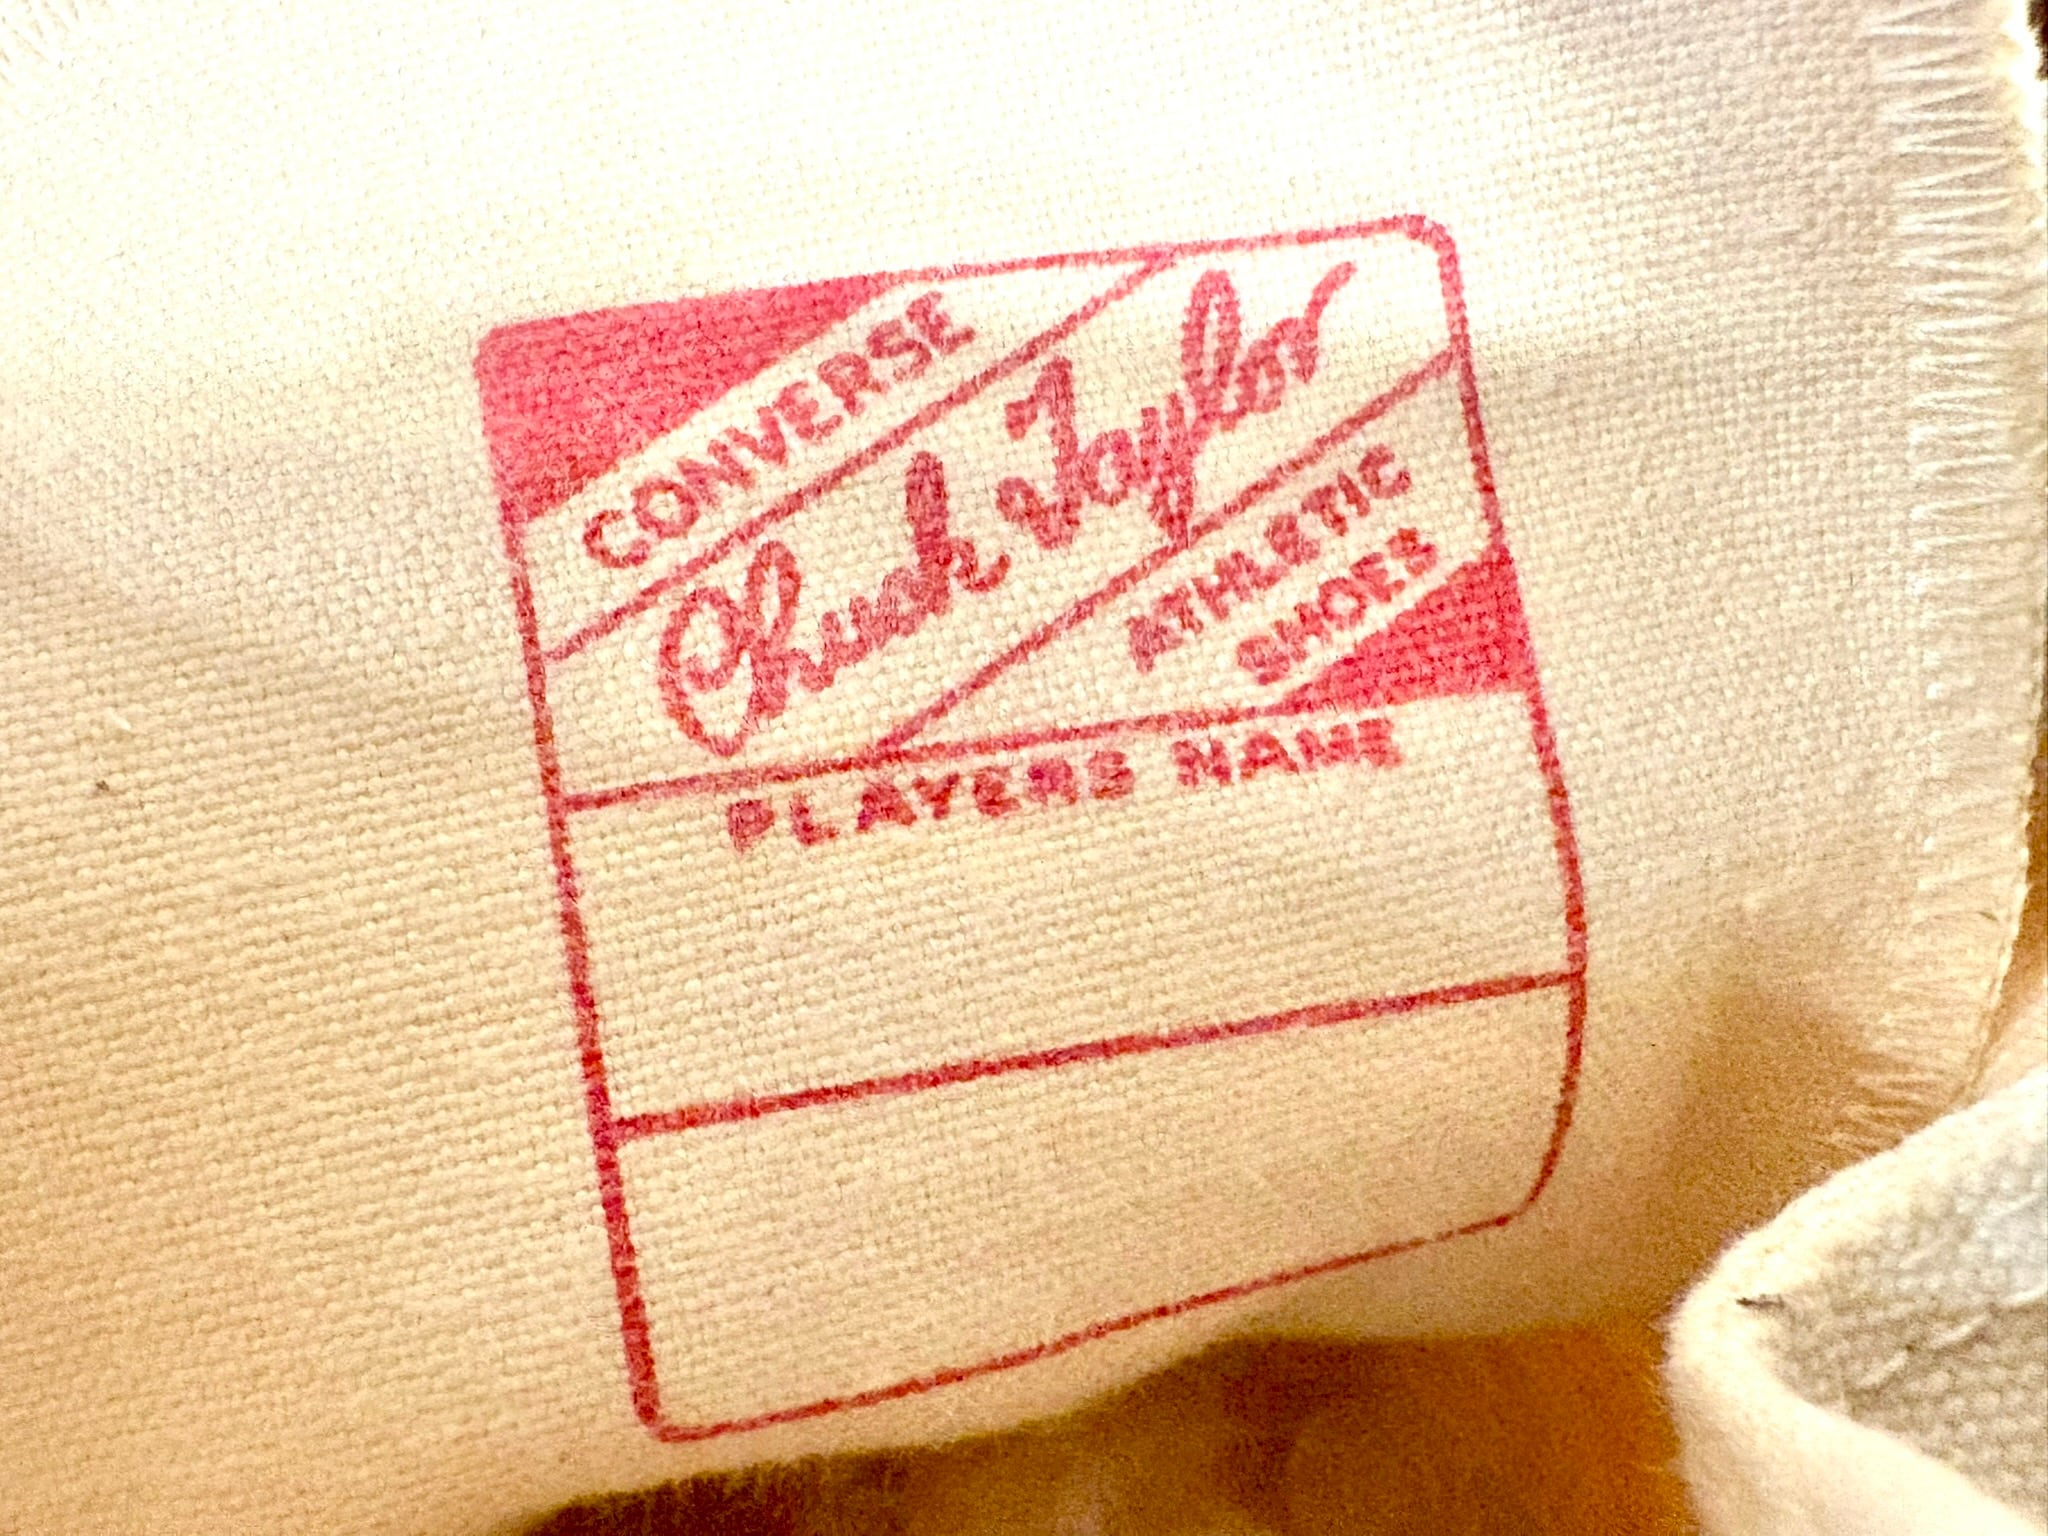 CONVERSE
Chuck Taylor
ATHLETIC
SHOES
PLAYERS NAME